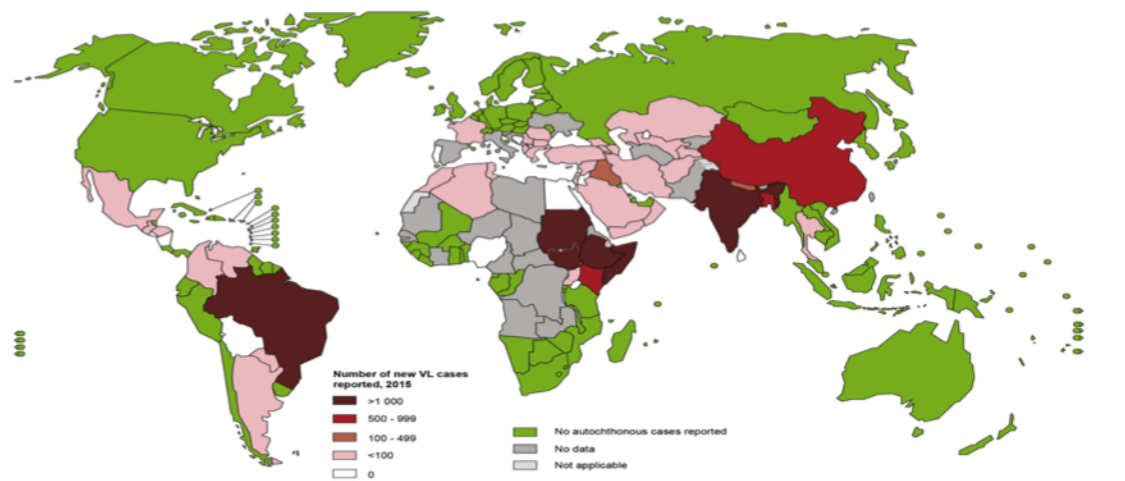 Number of new VL cases
reported, 2015
>1 000
500 - 999
100 - 499
<100
0
No autochthonous cases reported
No data
Not applicable